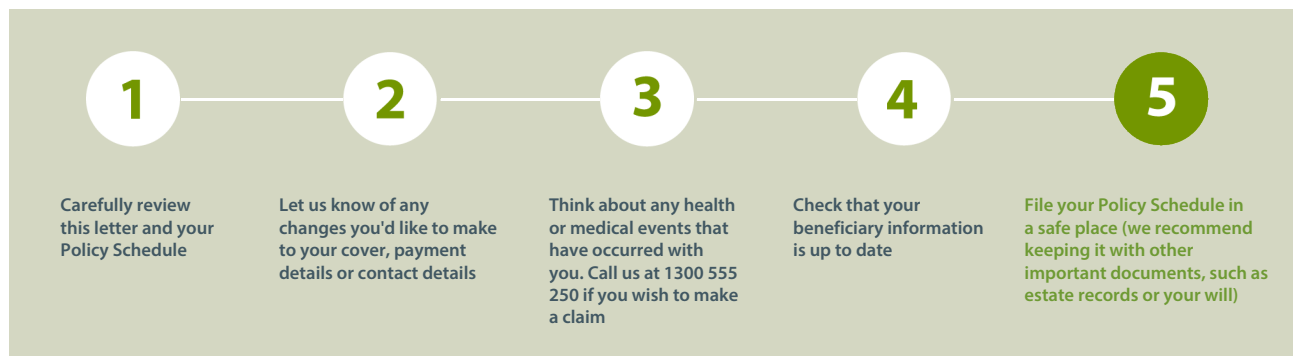 1
2
3
4
5
Carefully review
this letter and your
Policy Schedule
Let us know of any
changes you'd like to make
to your cover, payment
details or contact details
Think about any health
or medical events that
have occurred with
you. Call us at 1300 555
250 if you wish to make
a claim
Check that your
beneficiary information
is up to date
File your Policy Schedule in
a safe place (we recommend
keeping it with other
important documents, such as
estate records or your will)